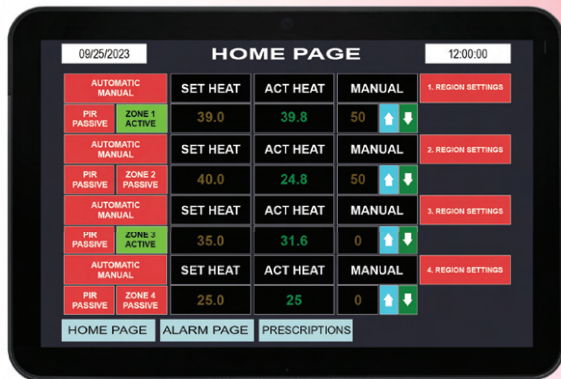 09/25/2023 HOME PAGE 12:00:00
AUTOMATIC MANUAL SET HEAT ACT HEAT MANUAL 1. REGION SETTINGS
PIR PASSIVE ZONE 1 ACTIVE 39.0 39.8 50
AUTOMATIC MANUAL SET HEAT ACT HEAT MANUAL 2. REGION SETTINGS
PIR PASSIVE ZONE 2 PASSIVE 40.0 24.8 50
AUTOMATIC MANUAL SET HEAT ACT HEAT MANUAL 3. REGION SETTINGS
PIR PASSIVE ZONE 3 ACTIVE 35.0 31.6 0
AUTOMATIC MANUAL SET HEAT ACT HEAT MANUAL 4. REGION SETTINGS
PIR PASSIVE ZONE 4 PASSIVE 25.0 25 0
HOME PAGE ALARM PAGE PRESCRIPTIONS